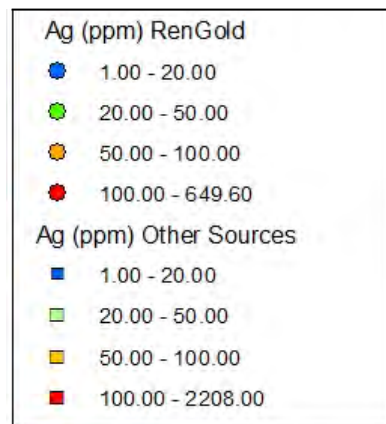 Ag (ppm) RenGold
1.00 - 20.00
20.00 - 50.00
50.00 - 100.00
100.00 - 649.60
Ag (ppm) Other Sources
1.00 - 20.00
20.00 - 50.00
50.00 - 100.00
100.00 - 2208.00